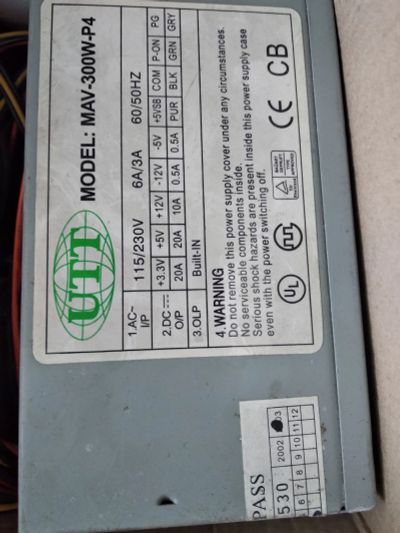 UTT
MODEL: MAV-300W-P4
1.AC~ I/P 115/230V 6A/3A 60/50HZ
2.DC O/P +3.3V +5V +12V -12V -5V +5VSB COM P-ON PG
20A 20A 10A 0.5A 0.5A PUR BLK GRN GRY
3.OLP Built-IN
4.WARNING
Do not remove this power supply cover under any circumstances.
No serviceable components inside.
Serious shock hazards are present inside this power supply case
even with the power switching off.
UL CE CB
PASS
530 2002 03
6 7 8 9 10 11 12